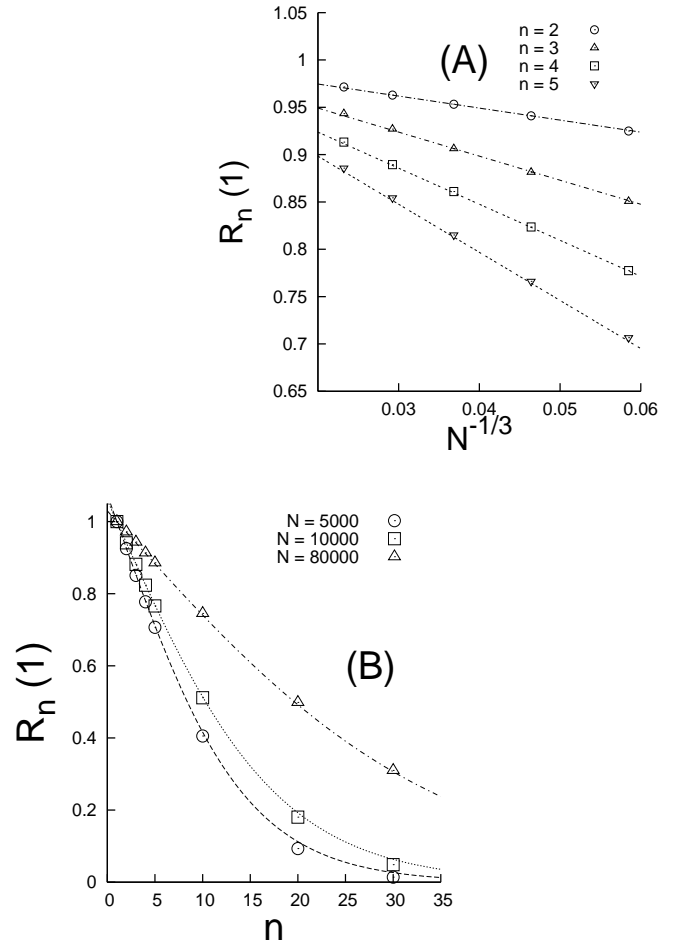 1.05
1
0.95
0.9
0.85
0.8
0.75
0.7
0.65
R_n (1)
(A)
n = 2
n = 3
n = 4
n = 5
0.03 0.04 0.05 0.06
N^{-1/3}
1
0.8
0.6
0.4
0.2
0
R_n (1)
N = 5000
N = 10000
N = 80000
(B)
0 5 10 15 20 25 30 35
n